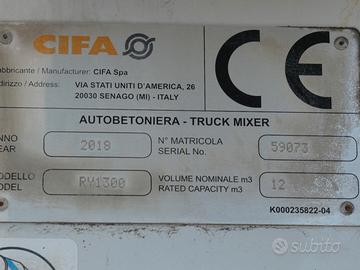 CIFA CE
abbricante / Manufacturer: CIFA Spa
dirizzo / Address: VIA STATI UNITI D'AMERICA, 26
20030 SENAGO (MI) - ITALY
AUTOBETONIERA - TRUCK MIXER
NNO
EAR 2018 N° MATRICOLA
SERIAL No. 59073
ODELLO
ODEL RY1300 VOLUME NOMINALE m3
RATED CAPACITY m3 12
K000235822-04
subito